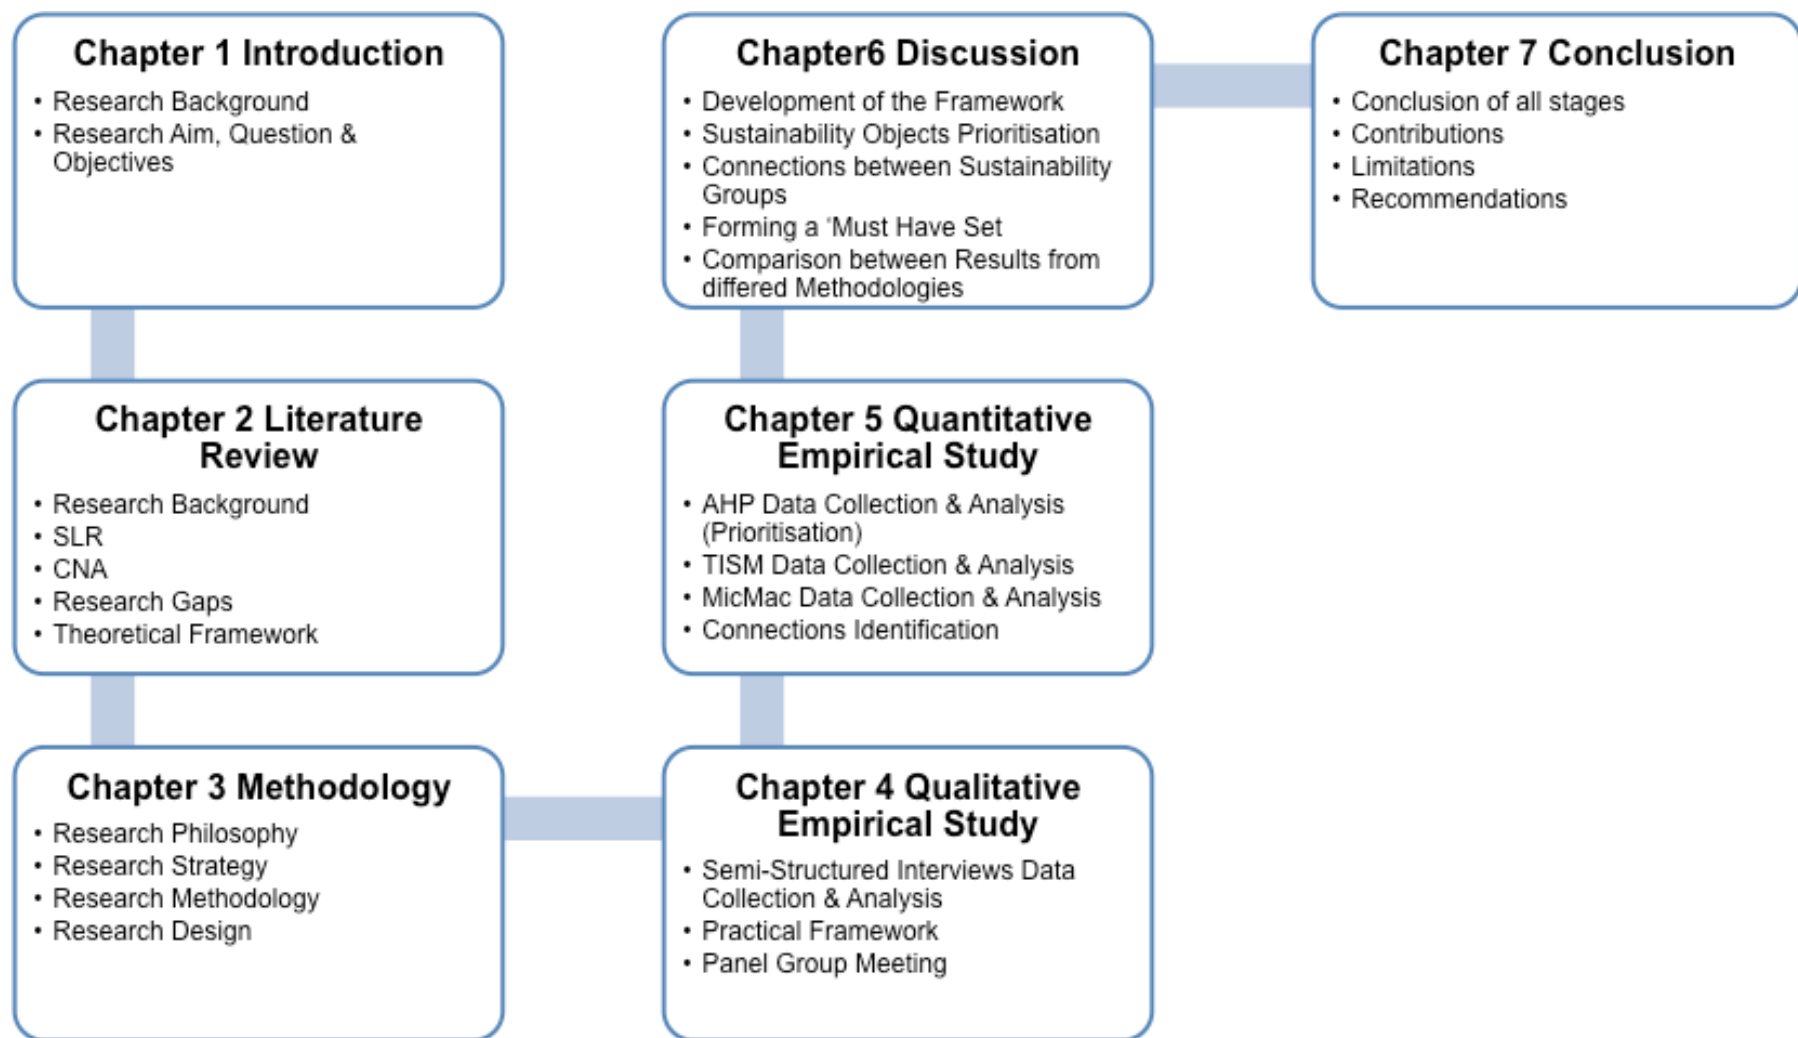 Chapter 1 Introduction
• Research Background
• Research Aim, Question &
Objectives
Chapter 2 Literature
Review
• Research Background
• SLR
• CNA
• Research Gaps
• Theoretical Framework
Chapter 3 Methodology
• Research Philosophy
• Research Strategy
• Research Methodology
• Research Design
Chapter 4 Qualitative
Empirical Study
• Semi-Structured Interviews Data
Collection & Analysis
• Practical Framework
• Panel Group Meeting
Chapter 5 Quantitative
Empirical Study
• AHP Data Collection & Analysis
(Prioritisation)
• TISM Data Collection & Analysis
• MicMac Data Collection & Analysis
• Connections Identification
Chapter6 Discussion
• Development of the Framework
• Sustainability Objects Prioritisation
• Connections between Sustainability
Groups
• Forming a ‘Must Have Set
• Comparison between Results from
differed Methodologies
Chapter 7 Conclusion
• Conclusion of all stages
• Contributions
• Limitations
• Recommendations